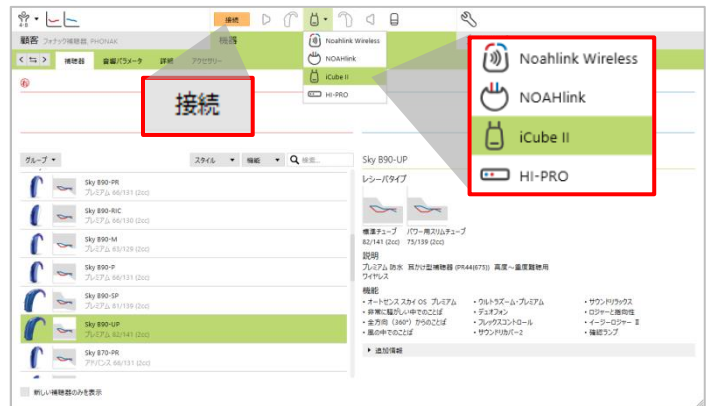 4-8
接続
顧客 フォナック補聴器, PHONAK
機器
Noahlink Wireless
NOAHlink
iCube II
HI-PRO
補聴器
音響パラメータ
詳細
アクセサリー
接続
Noahlink Wireless
NOAHlink
iCube II
HI-PRO
グループ
スタイル
機能
検索...
Sky B90-PR
プレミアム 66/131 (2cc)
Sky B90-RIC
プレミアム 66/130 (2cc)
Sky B90-M
プレミアム 65/129 (2cc)
Sky B90-P
プレミアム 66/131 (2cc)
Sky B90-SP
プレミアム 81/139 (2cc)
Sky B90-UP
プレミアム 82/141 (2cc)
Sky B70-PR
アドバンス 66/131 (2cc)
新しい補聴器のみを表示
Sky B90-UP
レシーバタイプ
標準チューブ パワー用スリムチューブ
82/141 (2cc) 75/139 (2cc)
説明
プレミアム 防水 耳かけ型補聴器 (PR44(675)) 高度~重度難聴用
ワイヤレス
機能
・オートセンス スカイ OS プレミアム
・非常に騒がしい中でのことば
・全方向 (360°) からのことば
・風の中でのことば
・ウルトラズーム・プレミアム
・デュオフォン
・フレックスコントロール
・サウンドリカバー2
・サウンドリラックス
・ロジャーと指向性
・イージーロジャー II
・確認ランプ
追加情報